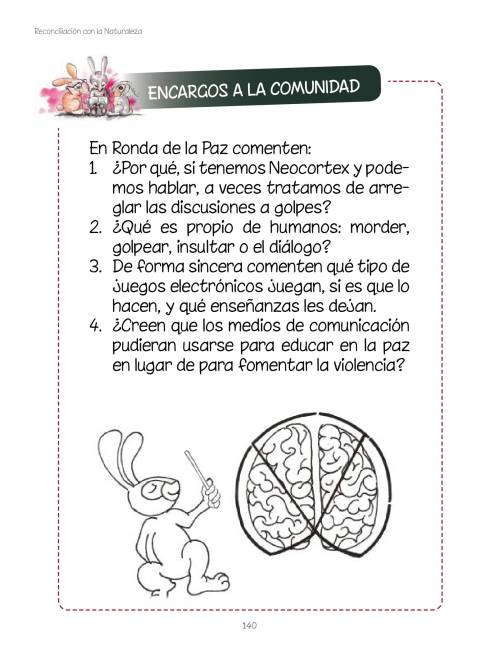 Reconciliación con la Naturaleza
ENCARGOS A LA COMUNIDAD
En Ronda de la Paz comenten:
1. ¿Por qué, si tenemos Neocortex y pode-
mos hablar, a veces tratamos de arre-
glar las discusiones a golpes?
2. ¿Qué es propio de humanos: morder,
golpear, insultar o el diálogo?
3. De forma sincera comenten qué tipo de
juegos electrónicos juegan, si es que lo
hacen, y qué enseñanzas les dejan.
4. ¿Creen que los medios de comunicación
pudieran usarse para educar en la paz
en lugar de para fomentar la violencia?
140